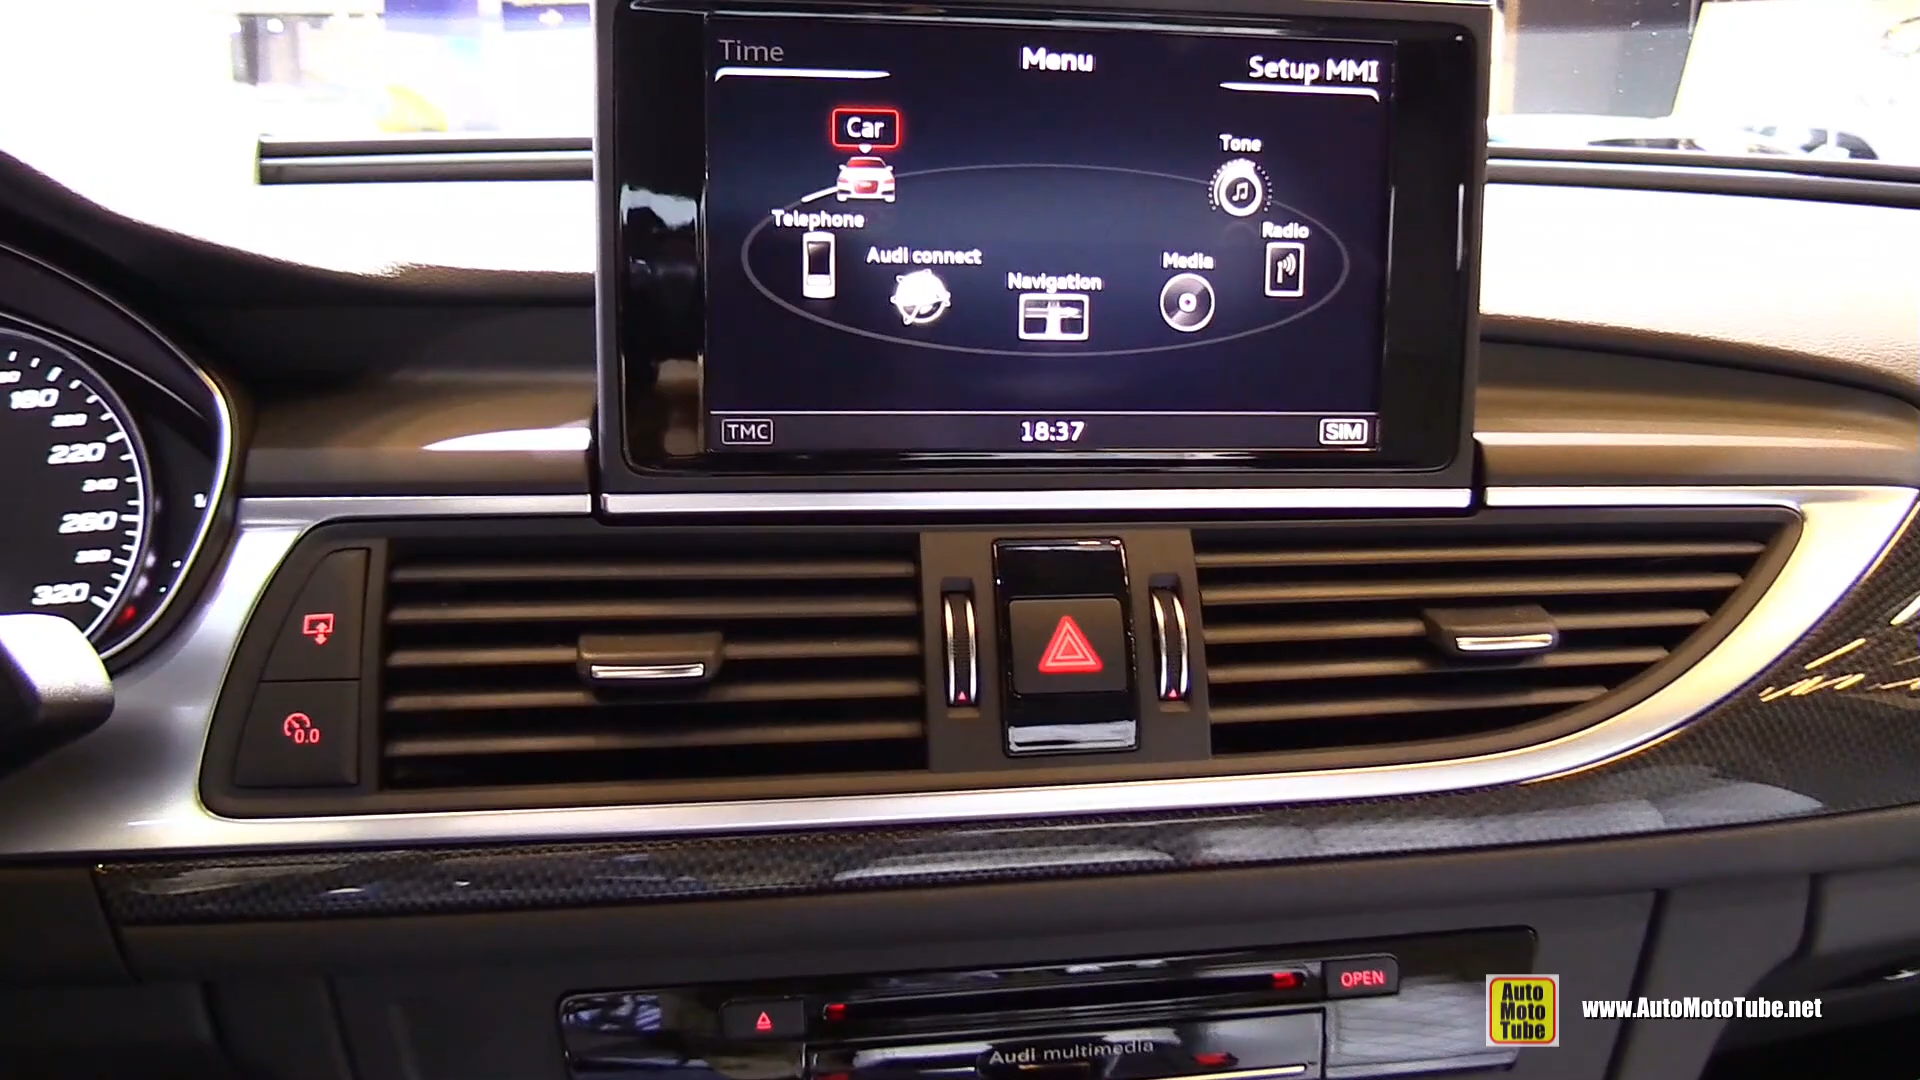 Time
Menu
Setup MMI
Car
Tone
Telephone
Radio
Audi connect
Media
Navigation
TMC
18:37
SIM
180
220
240
260
320
0.0
OPEN
Audi multimedia
Auto
Moto
Tube
www.AutoMotoTube.net